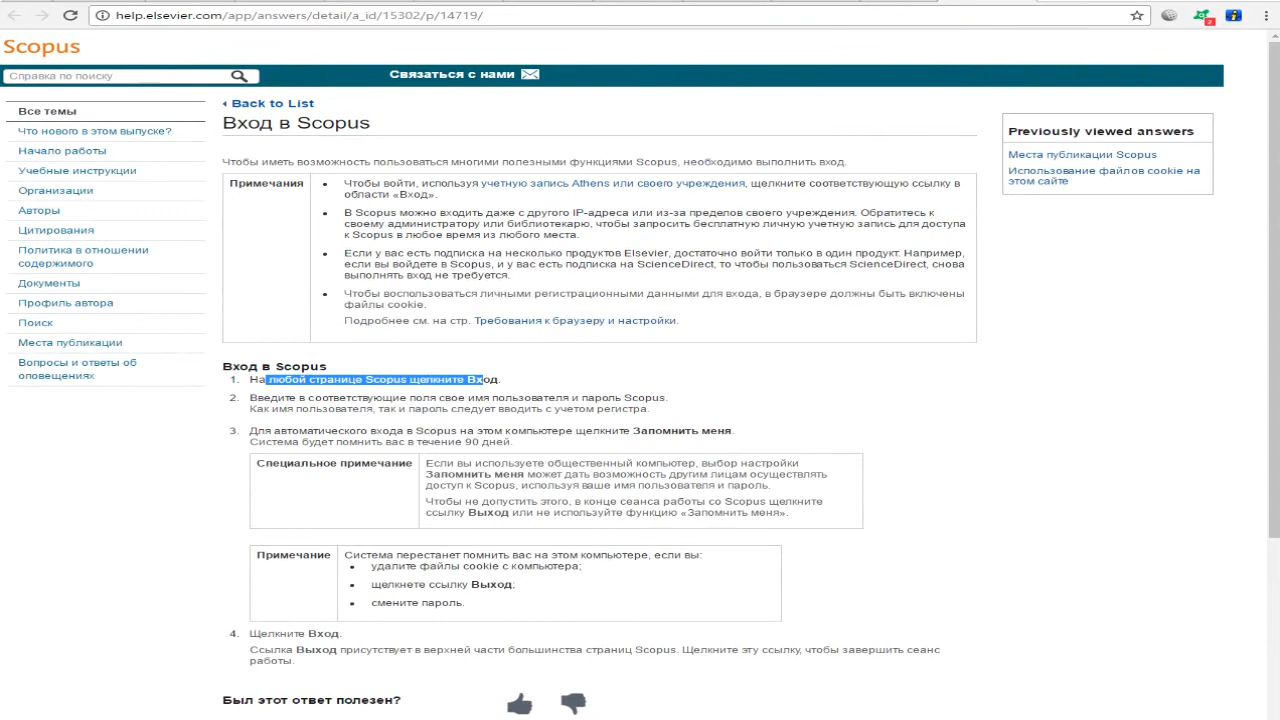 help.elsevier.com/app/answers/detail/a_id/15302/p/14719/
2
Scopus
Справка по поиску
Связаться с нами
Все темы
Что нового в этом выпуске?
Начало работы
Учебные инструкции
Организации
Авторы
Цитирования
Политика в отношении
содержимого
Документы
Профиль автора
Поиск
Места публикации
Вопросы и ответы об
оповещениях
Back to List
Вход в Scopus
Чтобы иметь возможность пользоваться многими полезными функциями Scopus, необходимо выполнить вход.
Примечания
• Чтобы войти, используя учетную запись Athens или своего учреждения, щелкните соответствующую ссылку в
области «Вход».
• В Scopus можно входить даже с другого IP-адреса или из-за пределов своего учреждения. Обратитесь к
своему администратору или библиотекарю, чтобы запросить бесплатную личную учетную запись для доступа
к Scopus в любое время из любого места.
• Если у вас есть подписка на несколько продуктов Elsevier, достаточно войти только в один продукт. Например,
если вы войдете в Scopus, и у вас есть подписка на ScienceDirect, то чтобы пользоваться ScienceDirect, снова
выполнять вход не требуется.
• Чтобы воспользоваться личными регистрационными данными для входа, в браузере должны быть включены
файлы cookie.
Подробнее см. на стр. Требования к браузеру и настройки.
Вход в Scopus
1. На любой странице Scopus щелкните Вход.
2. Введите в соответствующие поля свое имя пользователя и пароль Scopus.
Как имя пользователя, так и пароль следует вводить с учетом регистра.
3. Для автоматического входа в Scopus на этом компьютере щелкните Запомнить меня.
Система будет помнить вас в течение 90 дней.
Специальное примечание
Если вы используете общественный компьютер, выбор настройки
Запомнить меня может дать возможность другим лицам осуществлять
доступ к Scopus, используя ваше имя пользователя и пароль.
Чтобы не допустить этого, в конце сеанса работы со Scopus щелкните
ссылку Выход или не используйте функцию «Запомнить меня».
Примечание
Система перестанет помнить вас на этом компьютере, если вы:
• удалите файлы cookie с компьютера;
• щелкнете ссылку Выход;
• смените пароль.
4. Щелкните Вход.
Ссылка Выход присутствует в верхней части большинства страниц Scopus. Щелкните эту ссылку, чтобы завершить сеанс
работы.
Был этот ответ полезен?
Previously viewed answers
Места публикации Scopus
Использование файлов cookie на
этом сайте